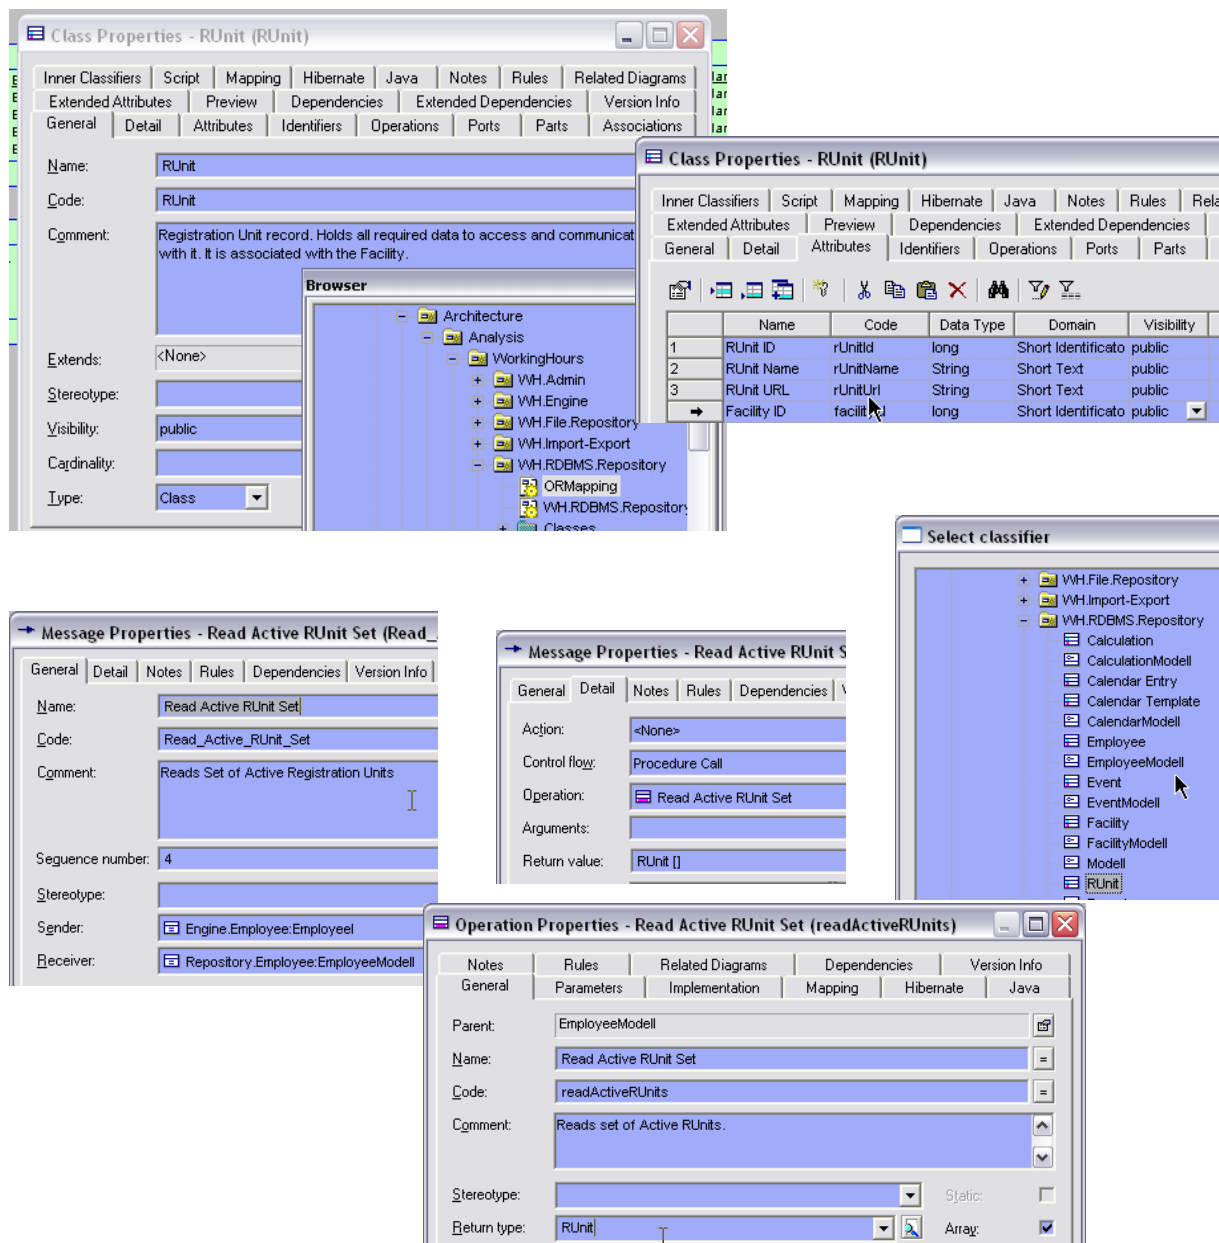 Class Properties - RUnit (RUnit)
Inner Classifiers Script Mapping Hibernate Java Notes Rules Related Diagrams
Extended Attributes Preview Dependencies Extended Dependencies Version Info
General Detail Attributes Identifiers Operations Ports Parts Associations
Name: RUnit
Code: RUnit
Comment: Registration Unit record. Holds all required data to access and communicat
with it. It is associated with the Facility.
Extends: <None>
Stereotype:
Visibility: public
Cardinality:
Type: Class
Browser
Architecture
Analysis
WorkingHours
WH.Admin
WH.Engine
WH.File.Repository
WH.Import-Export
WH.RDBMS.Repository
ORMapping
WH.RDBMS.Repository
Classes
Class Properties - RUnit (RUnit)
Inner Classifiers Script Mapping Hibernate Java Notes Rules Rela
Extended Attributes Preview Dependencies Extended Dependencies
General Detail Attributes Identifiers Operations Ports Parts
Name Code Data Type Domain Visibility
1 RUnit ID rUnitId long Short Identificato public
2 RUnit Name rUnitName String Short Text public
3 RUnit URL rUnitUrl String Short Text public
Facility ID long Short Identificato public
Select classifier
WH.File.Repository
WH.Import-Export
WH.RDBMS.Repository
Calculation
CalculationModell
Calendar Entry
Calendar Template
CalendarModell
Employee
EmployeeModell
Event
EventModell
Facility
FacilityModell
Modell
RUnit
Message Properties - Read Active RUnit Set (Read_
General Detail Notes Rules Dependencies Version Info
Name: Read Active RUnit Set
Code: Read_Active_RUnit_Set
Comment: Reads Set of Active Registration Units
Sequence number: 4
Stereotype:
Sender: Engine.Employee:Employeel
Receiver: Repository.Employee:EmployeeModell
Message Properties - Read Active RUnit S
General Detail Notes Rules Dependencies
Action: <None>
Control flow: Procedure Call
Operation: Read Active RUnit Set
Arguments:
Return value: RUnit []
Operation Properties - Read Active RUnit Set (readActiveRUnits)
Notes Rules Related Diagrams Dependencies Version Info
General Parameters Implementation Mapping Hibernate Java
Parent: EmployeeModell
Name: Read Active RUnit Set =
Code: readActiveRUnits =
Comment: Reads set of Active RUnits.
Stereotype: Static:
Return type: RUnit Array: